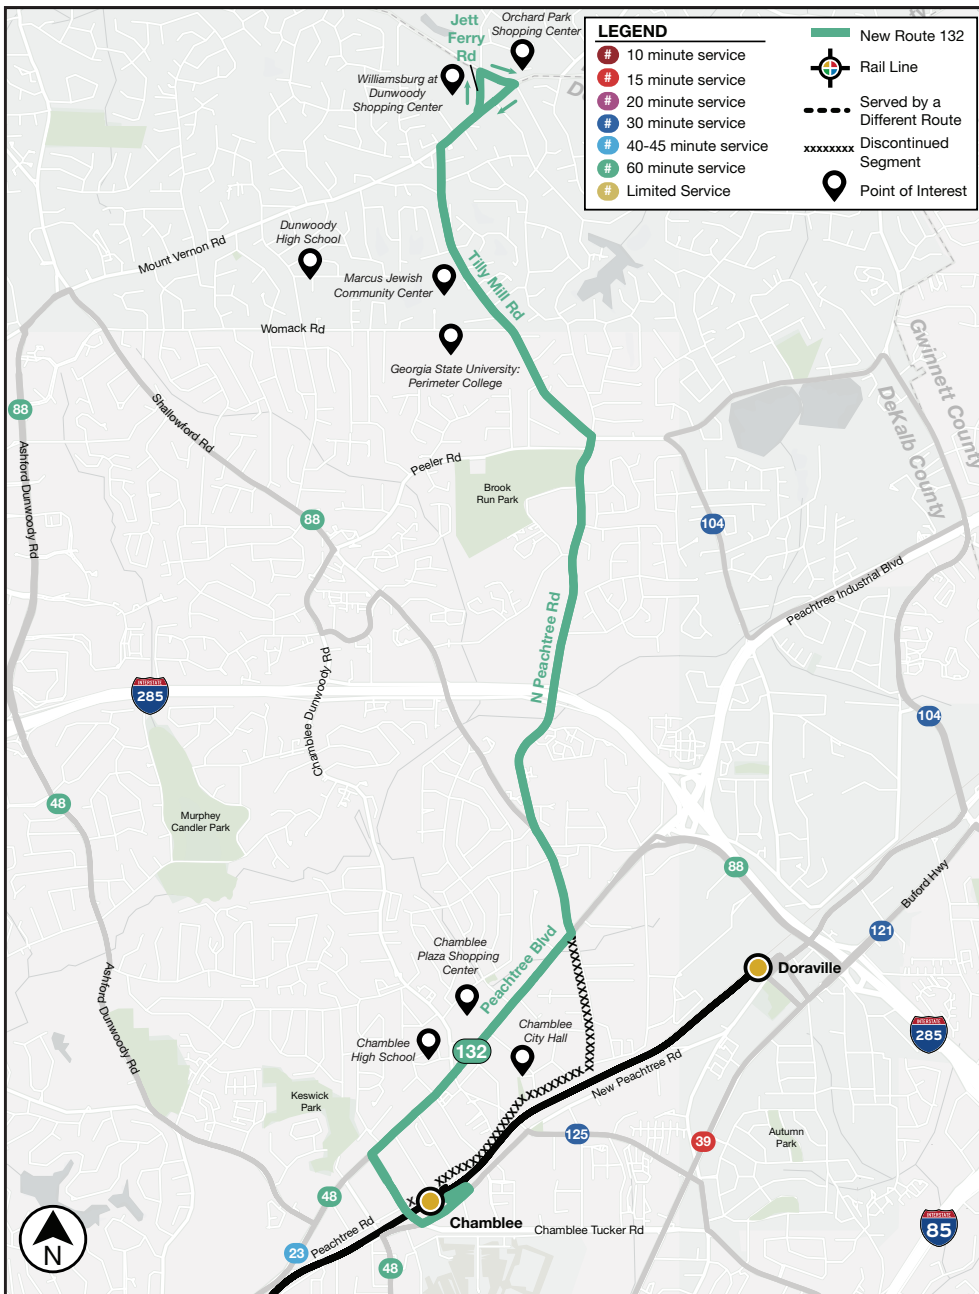 Jett
Ferry
Rd
Orchard Park
Shopping Center
Williamsburg at
Dunwoody
Shopping Center
LEGEND
# 10 minute service
# 15 minute service
# 20 minute service
# 30 minute service
# 40-45 minute service
# 60 minute service
# Limited Service
New Route 132
Rail Line
Served by a
Different Route
xxxxxxxx Discontinued
Segment
Point of Interest
Dunwoody
High School
Mount Vernon Rd
Marcus Jewish
Community Center
Tilly Mill Rd
Womack Rd
Georgia State University:
Perimeter College
Gwinnett County
DeKalb County
88
Shallowford Rd
Ashford Dunwoody Rd
Peeler Rd
Brook
Run Park
88
104
Peachtree Industrial Blvd
N Peachtree Rd
Chamblee Dunwoody Rd
INTERSTATE
285
104
48
Murphey
Candler Park
88
Buford Hwy
121
Chamblee
Plaza Shopping
Center
Peachtree Blvd
Doraville
Ashford Dunwoody Rd
Chamblee
High School
132
Chamblee
City Hall
INTERSTATE
285
New Peachtree Rd
Keswick
Park
125
39
Autumn
Park
48
Chamblee
Peachtree Rd
Chamblee Tucker Rd
INTERSTATE
85
23
48
N